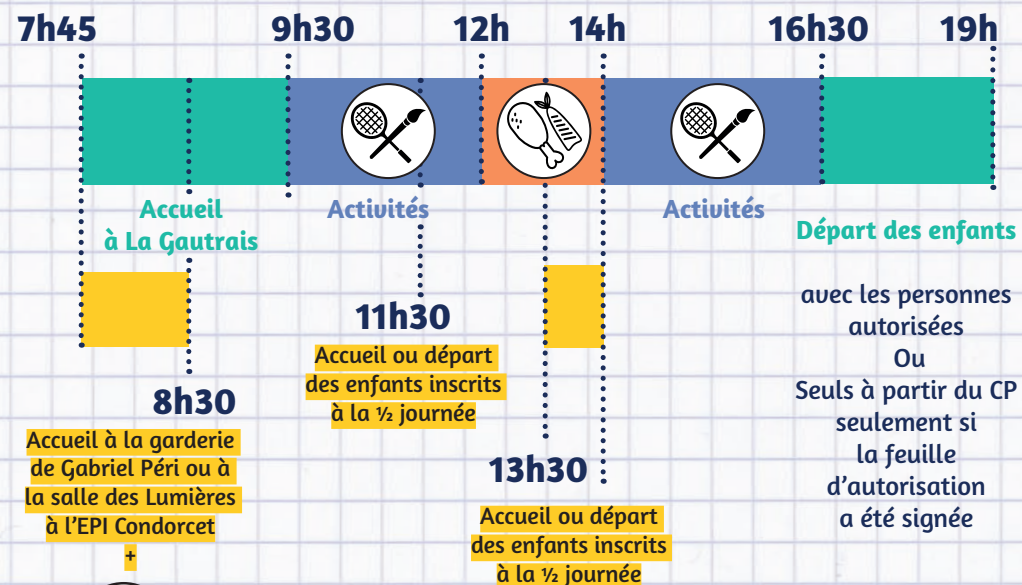 7h45 9h30 12h 14h 16h30 19h
Accueil
à La Gautrais
Activités
Activités
Départ des enfants
avec les personnes
autorisées
Ou
Seuls à partir du CP
seulement si
la feuille
d'autorisation
a été signée
11h30
Accueil ou départ
des enfants inscrits
à la ½ journée
8h30
Accueil à la garderie
de Gabriel Péri ou à
la salle des Lumières
à l'EPI Condorcet
+
13h30
Accueil ou départ
des enfants inscrits
à la ½ journée